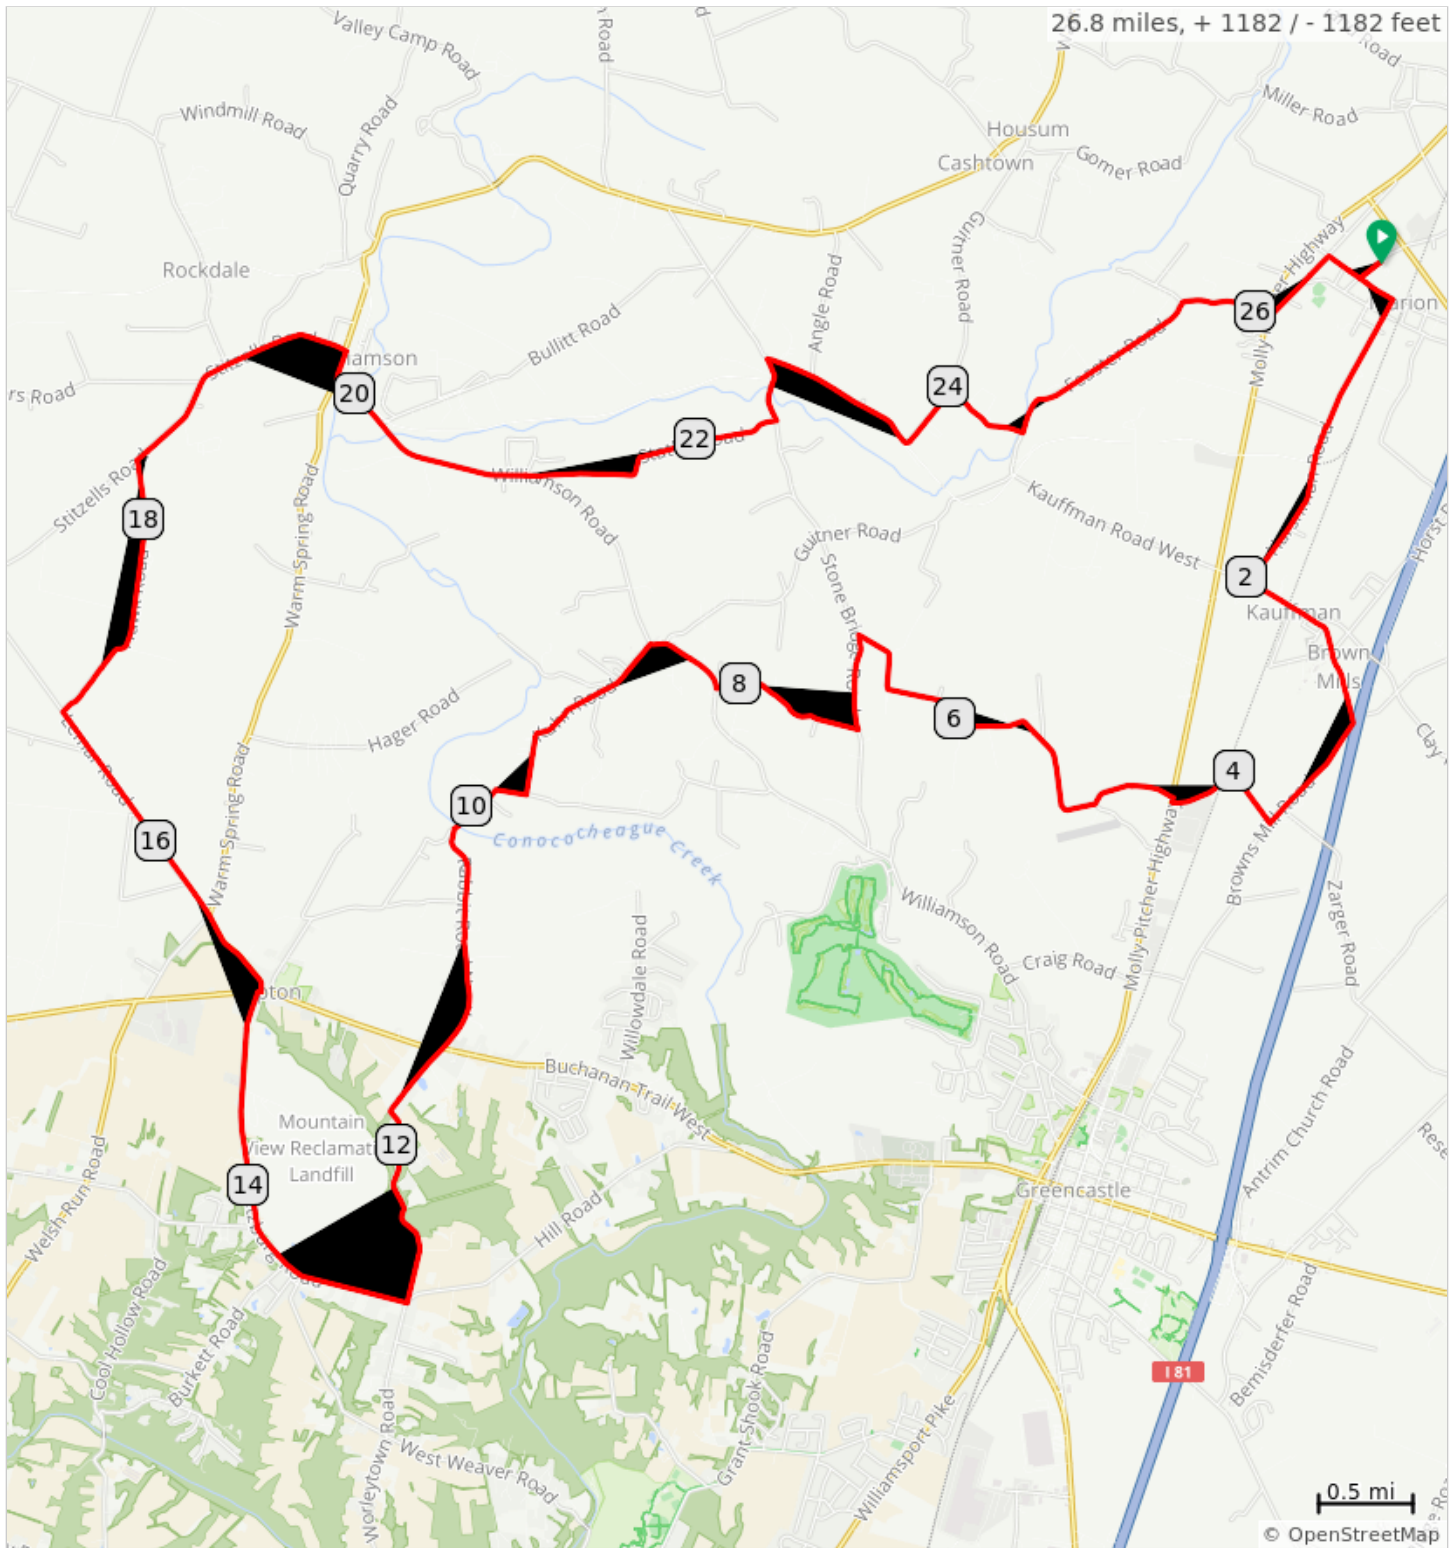 26.8 miles, + 1182 / - 1182 feet
Valley Camp Road
Windmill Road
Quarry Road
Miller Road
Housum
Cashtown
Gomer Road
Rockdale
Guitner Road
Angle Road
Bullitt Road
26
20
24
22
Williamson Road
Stitzells Road
18
Warm Spring Road
Kauffman Road West
Guitner Road
2
Kauffman
Brown
Mills
8
6
Hager Road
4
10
Conococheague Creek
16
Warm Spring Road
Molly Pitcher Highway
Browns Mill Road
Zarger Road
Williamson Road
Craig Road
Willowdale Road
Buchanan Trail West
Mountain
View Reclamati
Landfill
12
14
Welsh Run Road
Hill Road
Greencastle
Antrim Church Road
Cool Hollow Road
Burkett Road
Grant Shook Road
Bemisderfer Road
I 81
Worleytown Road
West Weaver Road
Williamsport Pike
0.5 mi
© OpenStreetMap